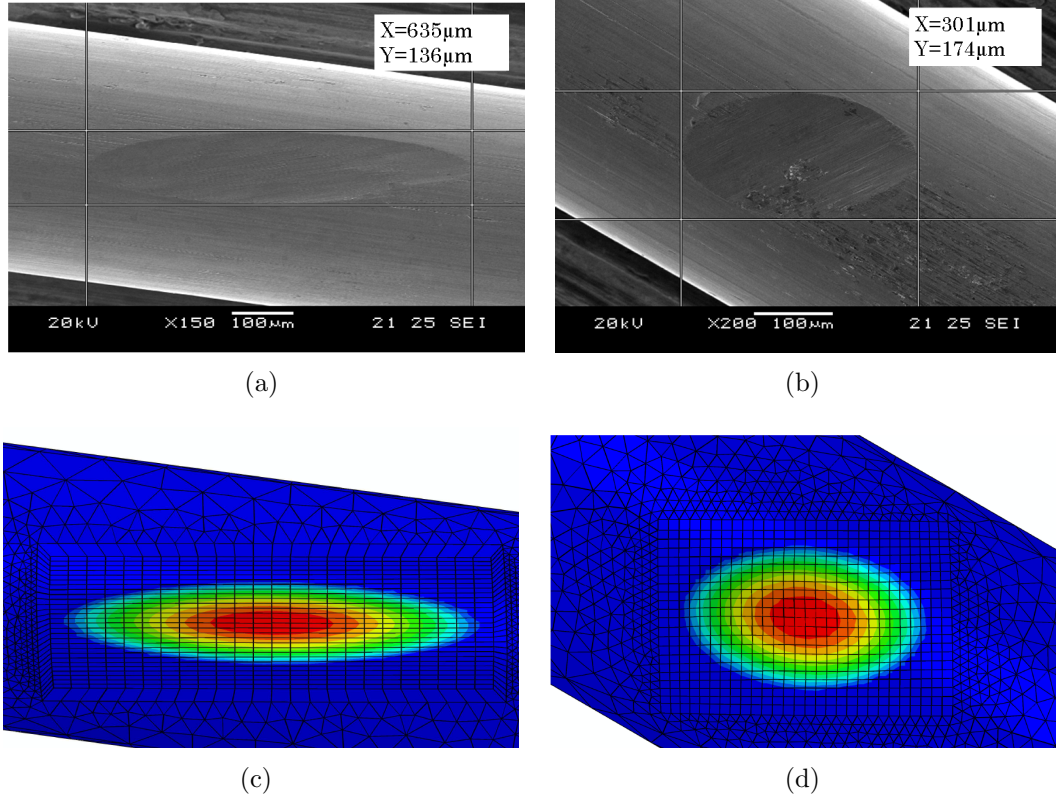 X=635µm
Y=136µm
X=301µm
Y=174µm
20kV X150 100µm 21 25 SEI
20kV X200 100µm 21 25 SEI
(a)
(b)
(c)
(d)